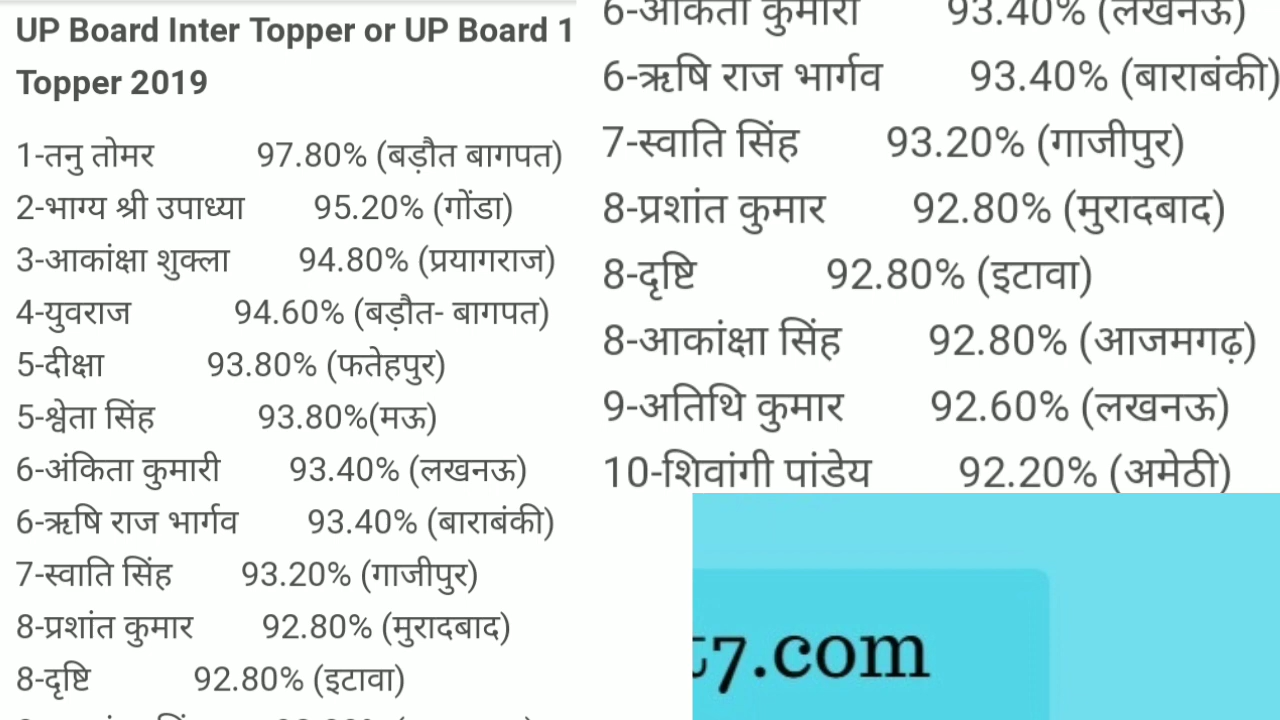 UP Board Inter Topper or UP Board 1
Topper 2019
1-तनु तोमर 97.80% (बड़ौत बागपत)
2-भाग्य श्री उपाध्या 95.20% (गोंडा)
3-आकांक्षा शुक्ला 94.80% (प्रयागराज)
4-युवराज 94.60% (बड़ौत- बागपत)
5-दीक्षा 93.80% (फतेहपुर)
5-श्वेता सिंह 93.80%(मऊ)
6-अंकिता कुमारी 93.40% (लखनऊ)
6-ऋषि राज भार्गव 93.40% (बाराबंकी)
7-स्वाति सिंह 93.20% (गाजीपुर)
8-प्रशांत कुमार 92.80% (मुरादबाद)
8-दृष्टि 92.80% (इटावा)
6-अंकिता कुमारी 93.40% (लखनऊ)
6-ऋषि राज भार्गव 93.40% (बाराबंकी)
7-स्वाति सिंह 93.20% (गाजीपुर)
8-प्रशांत कुमार 92.80% (मुरादबाद)
8-दृष्टि 92.80% (इटावा)
8-आकांक्षा सिंह 92.80% (आजमगढ़)
9-अतिथि कुमार 92.60% (लखनऊ)
10-शिवांगी पांडेय 92.20% (अमेठी)
t7.com